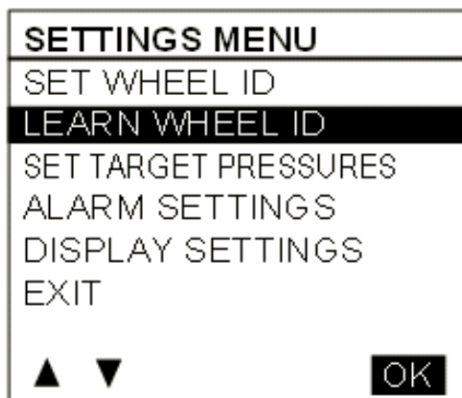 SETTINGS MENU
SET WHEEL ID
LEARN WHEEL ID
SET TARGET PRESSURES
ALARM SETTINGS
DISPLAY SETTINGS
EXIT
▲ ▼ OK